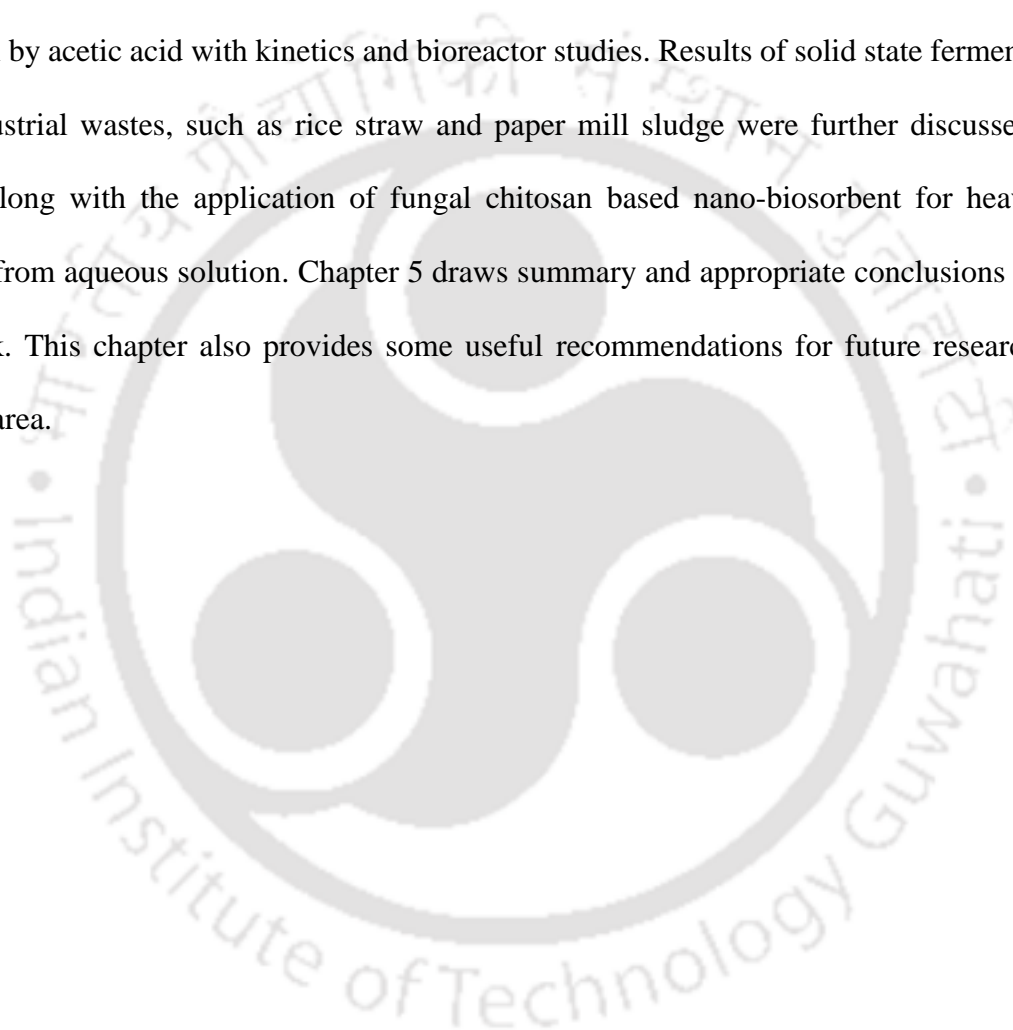 by acetic acid with kinetics and bioreactor studies. Results of solid state fermen
ustrial wastes, such as rice straw and paper mill sludge were further discusse
long with the application of fungal chitosan based nano-biosorbent for heav
from aqueous solution. Chapter 5 draws summary and appropriate conclusions
. This chapter also provides some useful recommendations for future researc
area.
Indian Institute of Technology Guwahati